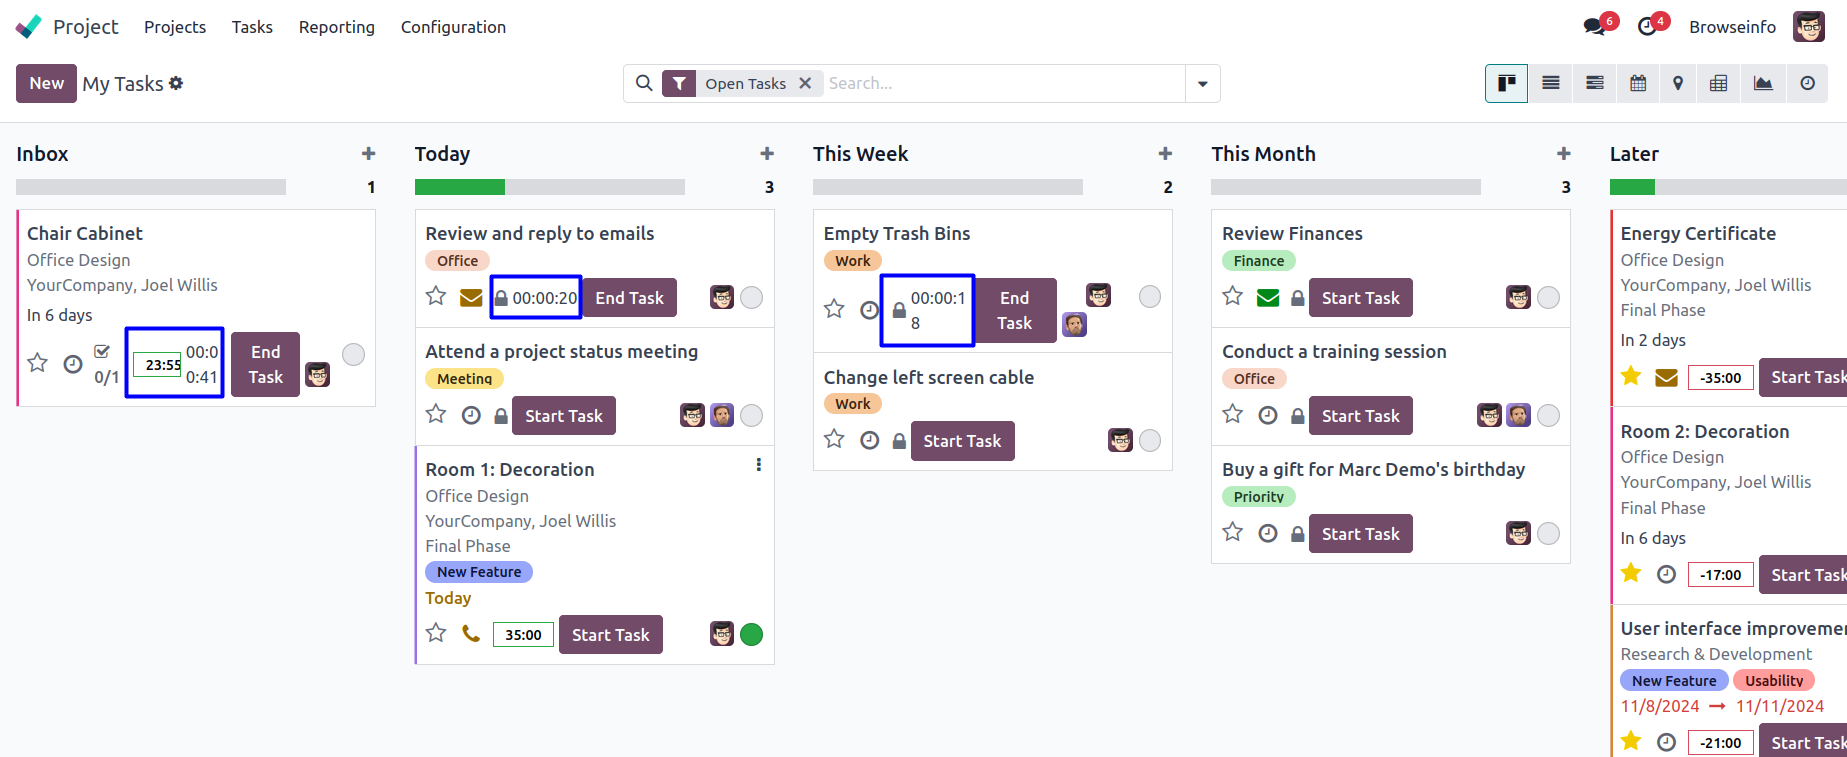 Project Projects Tasks Reporting Configuration 6 4 Browseinfo
New My Tasks Open Tasks Search...
Inbox
1
Chair Cabinet
Office Design
YourCompany, Joel Willis
In 6 days
0/1 23:55 00:0
0:41 End
Task
Today
3
Review and reply to emails
Office
00:00:20 End Task
Attend a project status meeting
Meeting
Start Task
Room 1: Decoration
Office Design
YourCompany, Joel Willis
Final Phase
New Feature
Today
35:00 Start Task
This Week
2
Empty Trash Bins
Work
00:00:1
8 End
Task
Change left screen cable
Work
Start Task
This Month
3
Review Finances
Finance
Start Task
Conduct a training session
Office
Start Task
Buy a gift for Marc Demo's birthday
Priority
Start Task
Later
Energy Certificate
Office Design
YourCompany, Joel Willis
Final Phase
In 2 days
-35:00 Start Task
Room 2: Decoration
Office Design
YourCompany, Joel Willis
Final Phase
In 6 days
-17:00 Start Task
User interface improveme
Research & Development
New Feature Usability
11/8/2024 → 11/11/2024
-21:00 Start Task